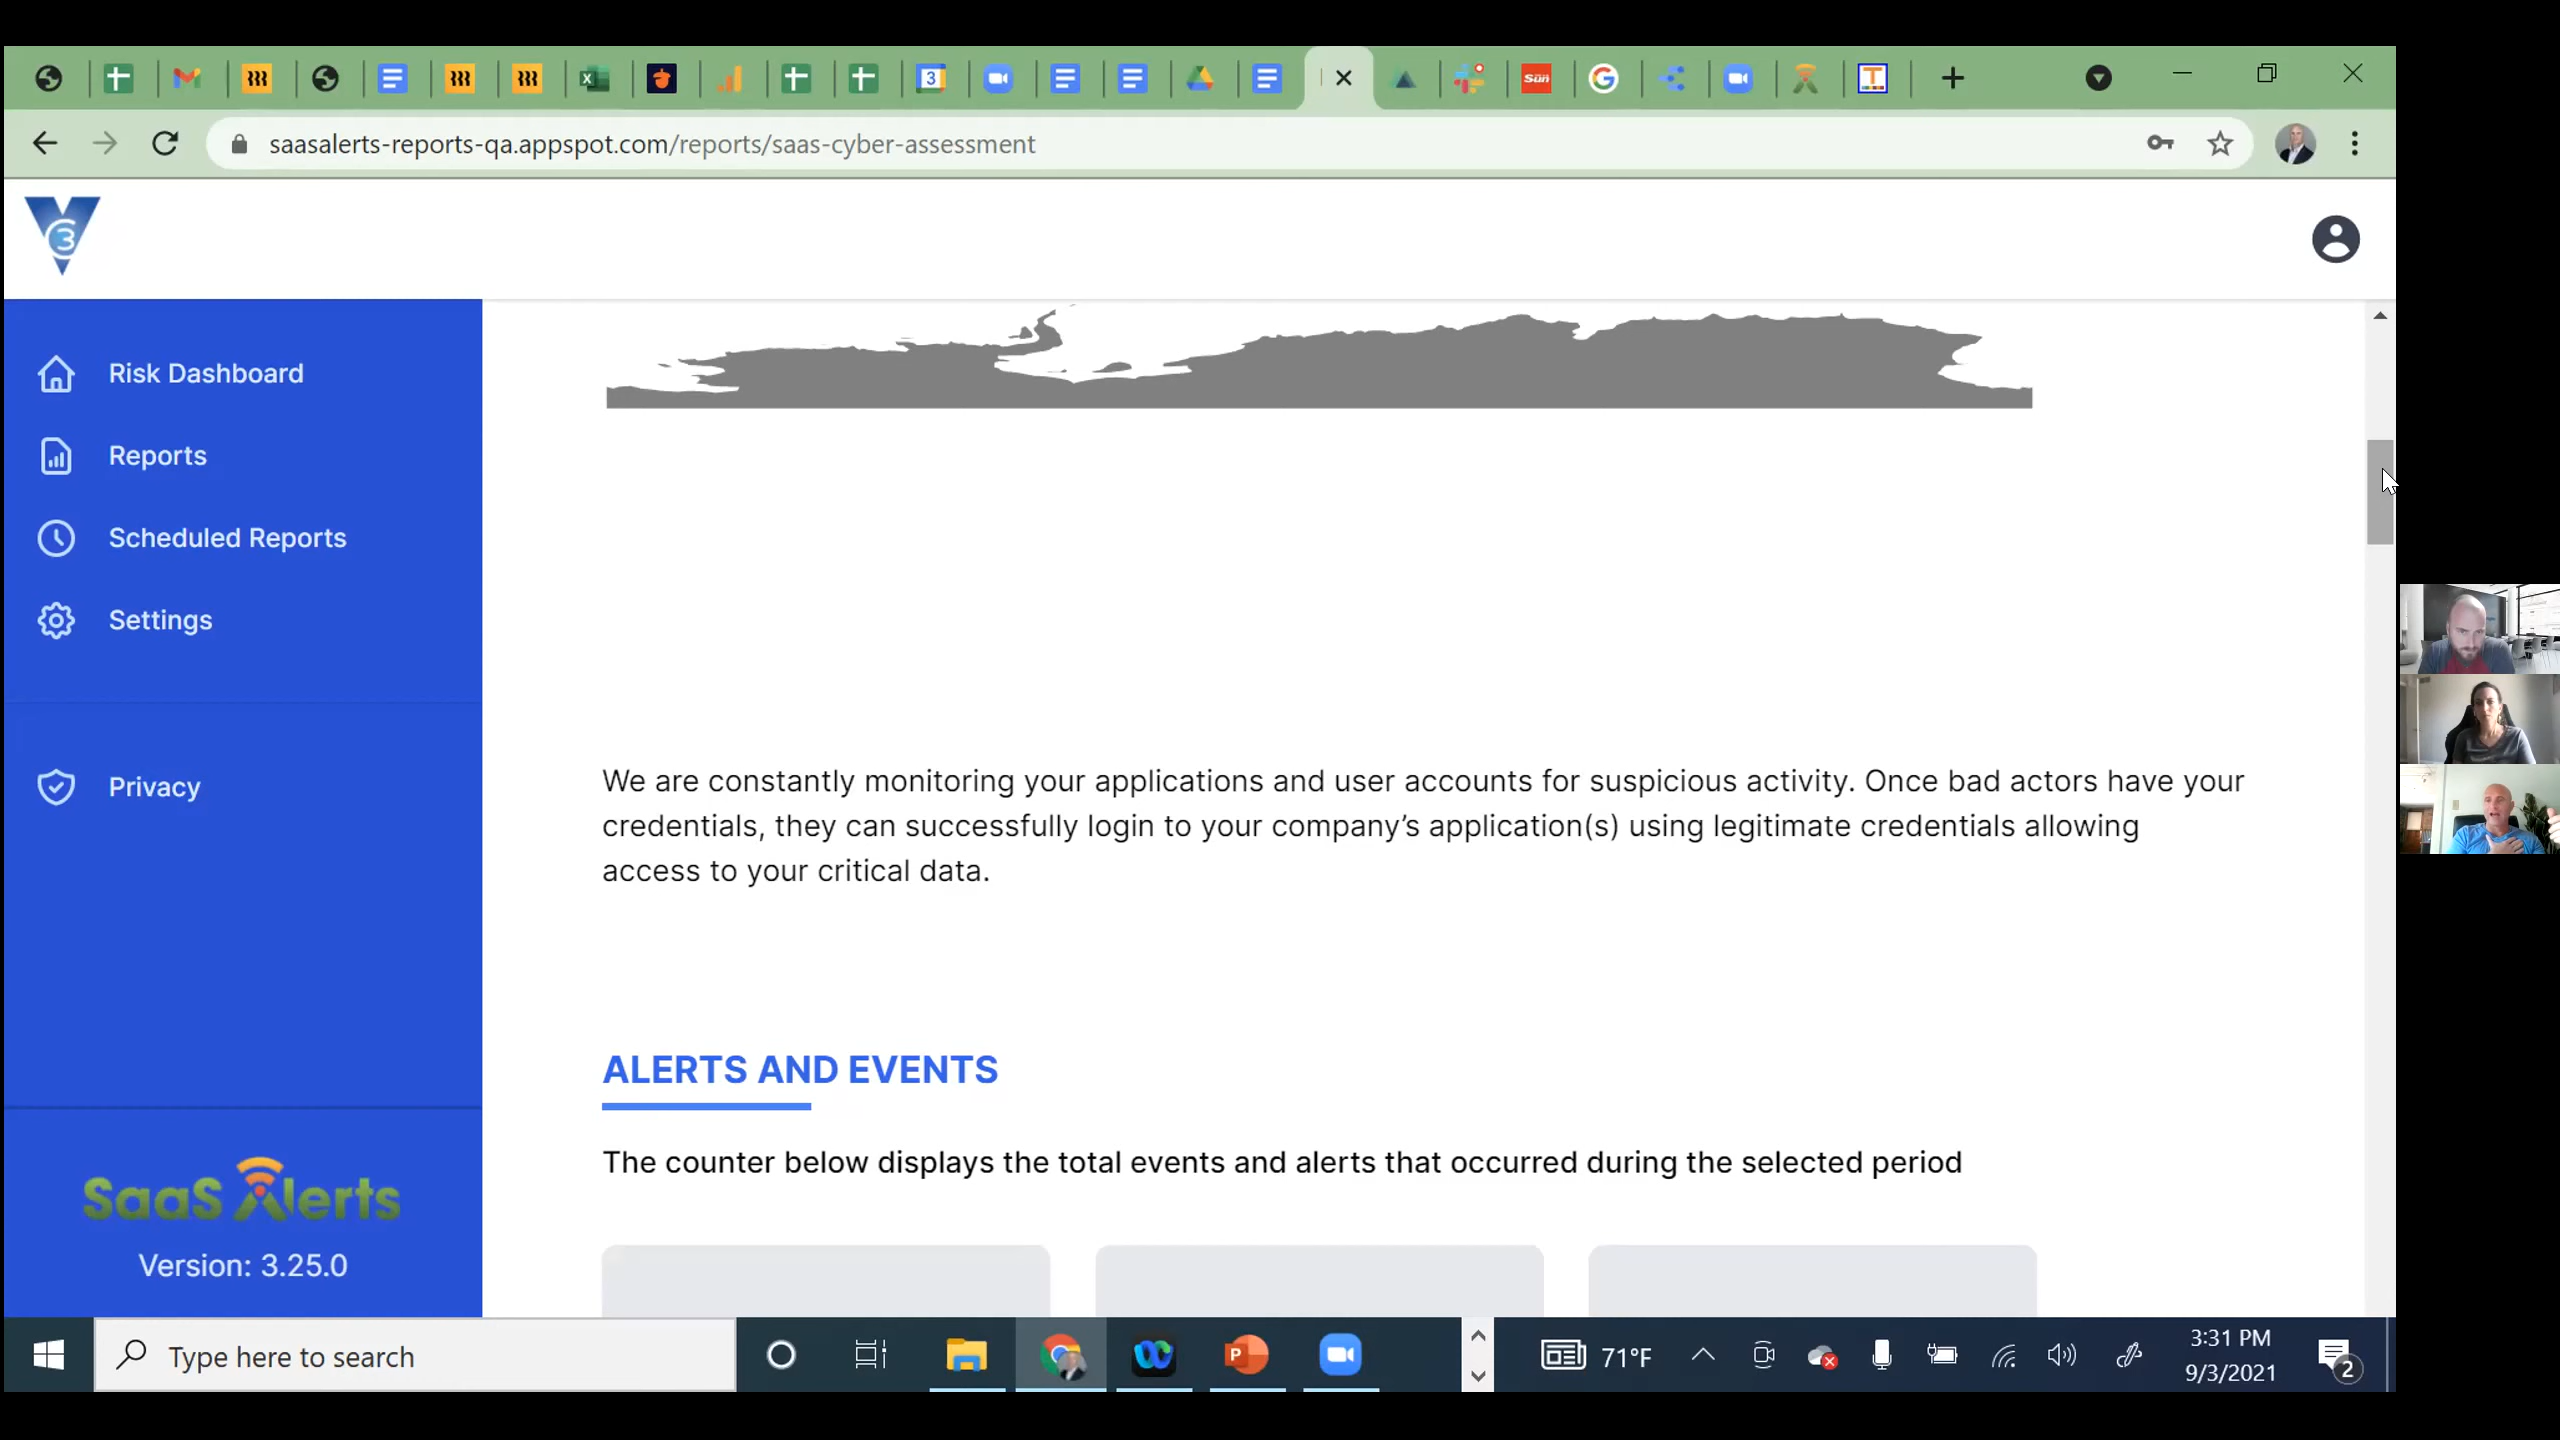 3
Sun
saasalerts-reports-qa.appspot.com/reports/saas-cyber-assessment
3
Risk Dashboard
Reports
Scheduled Reports
Settings
Privacy
We are constantly monitoring your applications and user accounts for suspicious activity. Once bad actors have your
credentials, they can successfully login to your company's application(s) using legitimate credentials allowing
access to your critical data.
ALERTS AND EVENTS
The counter below displays the total events and alerts that occurred during the selected period
SaaS Alerts
Version: 3.25.0
Type here to search
71°F
3:31 PM
9/3/2021
2